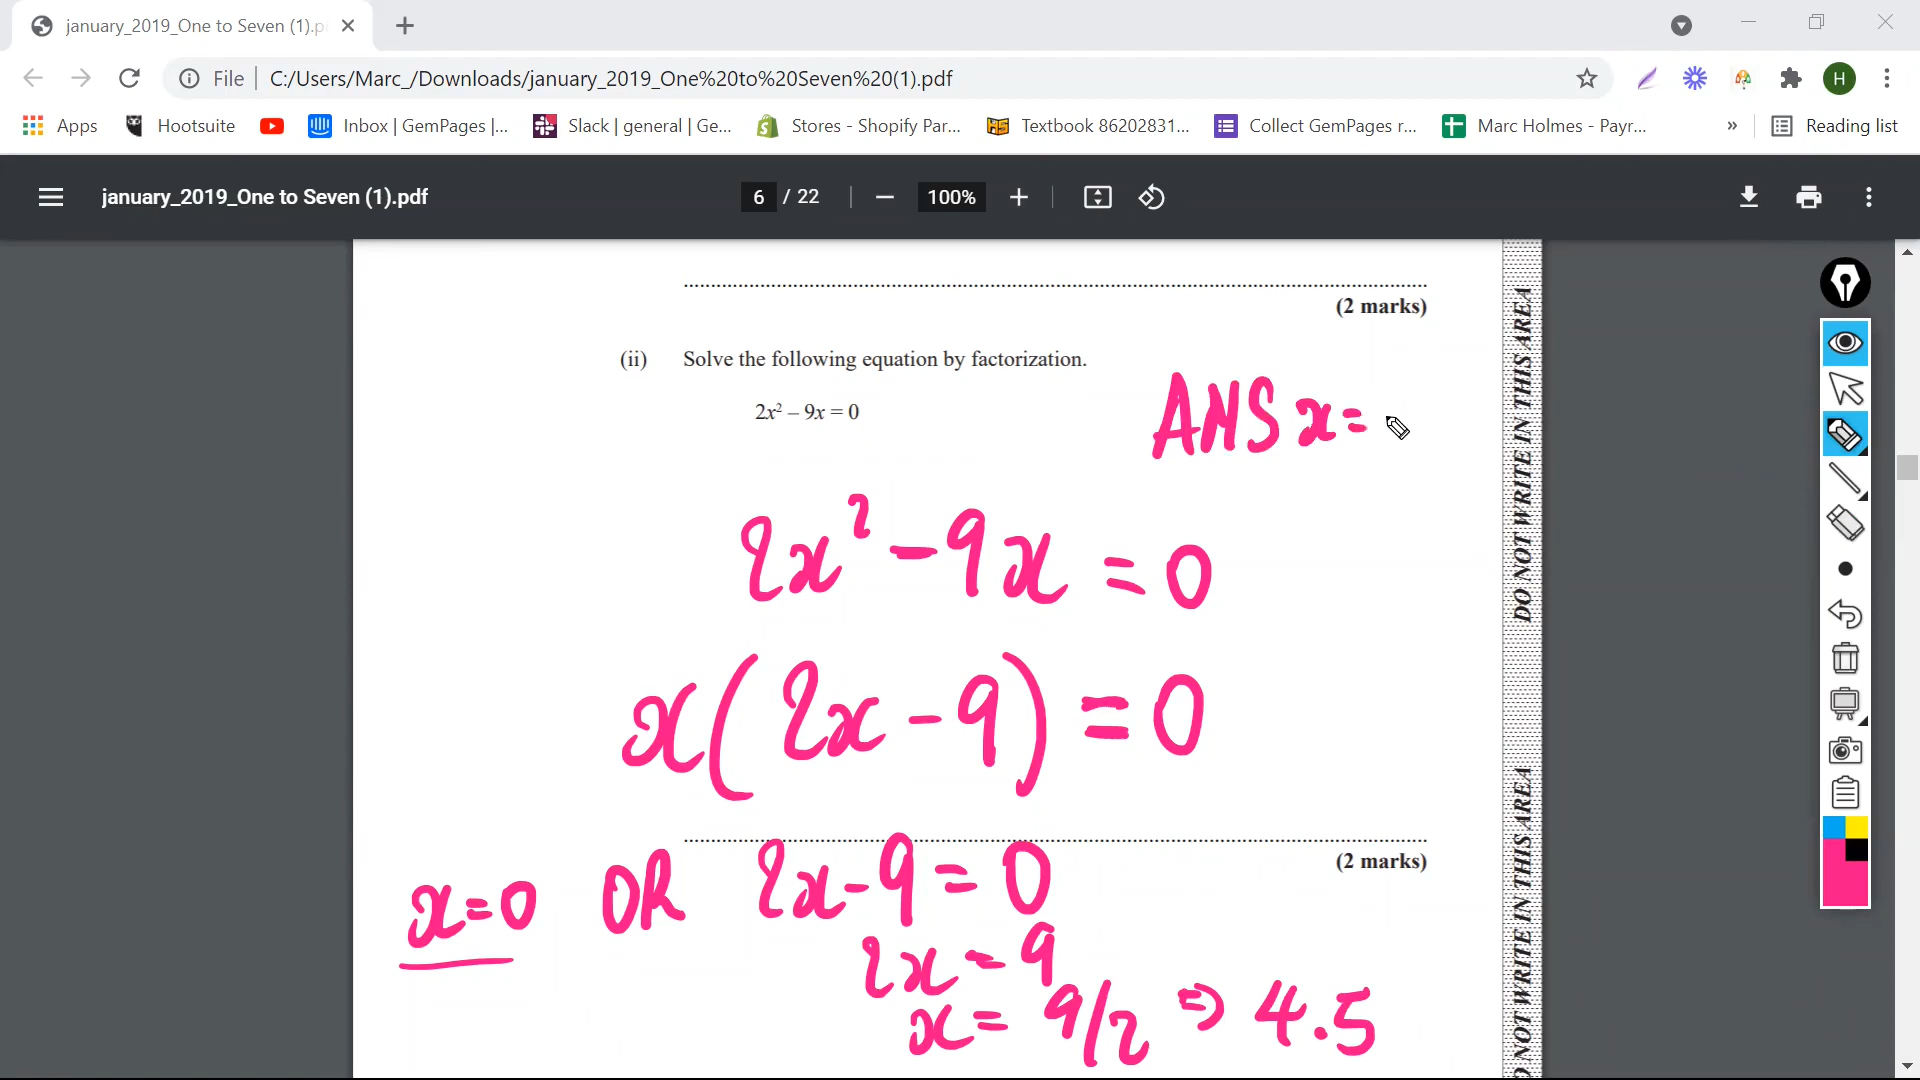 january_2019_One to Seven (1).p
File C:/Users/Marc_/Downloads/january_2019_One%20to%20Seven%20(1).pdf H
Apps Hootsuite Inbox | GemPages |... Slack | general | Ge... Stores - Shopify Par... Textbook 86202831... Collect GemPages r... Marc Holmes - Payr... » Reading list
january_2019_One to Seven (1).pdf 6 / 22 100%
(2 marks)
(ii) Solve the following equation by factorization.
2x² – 9x = 0
ANS x=
2x² - 9x = 0
x(2x - 9) = 0
(2 marks)
x=0 OR 2x-9=0
2x=9
x= 9/2 => 4.5
DO NOT WRITE IN THIS AREA
O NOT WRITE IN THIS AREA